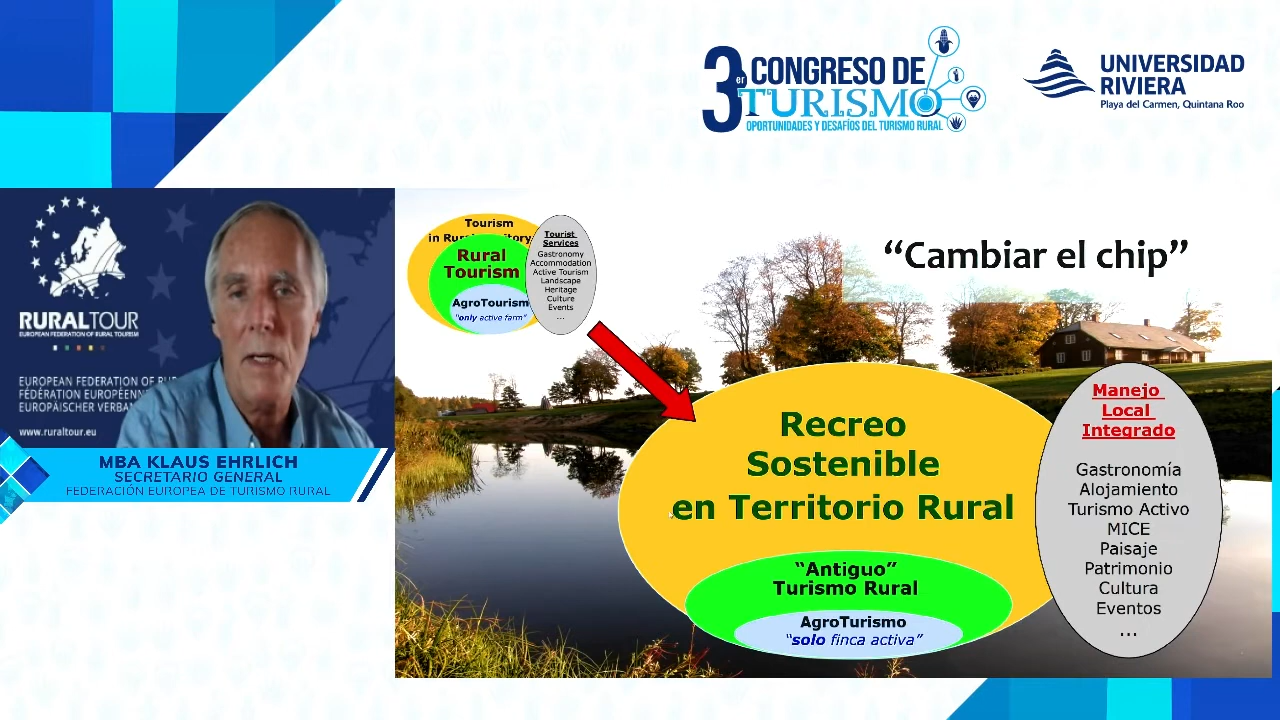 3er CONGRESO DE
TURISMO
OPORTUNIDADES Y DESAFÍOS DEL TURISMO RURAL
UNIVERSIDAD
RIVIERA
Playa del Carmen, Quintana Roo
RURALTOUR
EUROPEAN FEDERATION OF RURAL TOURISM
EUROPEAN FEDERATION OF
FÉDÉRATION
EUROPÄISCHER
www.ruraltour.eu
MBA KLAUS EHRLICH
SECRETARIO GENERAL
FEDERACIÓN EUROPEA DE TURISMO RURAL
Tourism
in
Rural
Tourism
AgroTourism
"only active farm"
Tourist
Services
Gastronomy
Accommodation
Active Tourism
Landscape
Heritage
Culture
Events
...
“Cambiar el chip”
Recreo
Sostenible
en Territorio Rural
“Antiguo”
Turismo Rural
AgroTurismo
“solo finca activa”
Manejo
Local
Integrado
Gastronomía
Alojamiento
Turismo Activo
MICE
Paisaje
Patrimonio
Cultura
Eventos
...